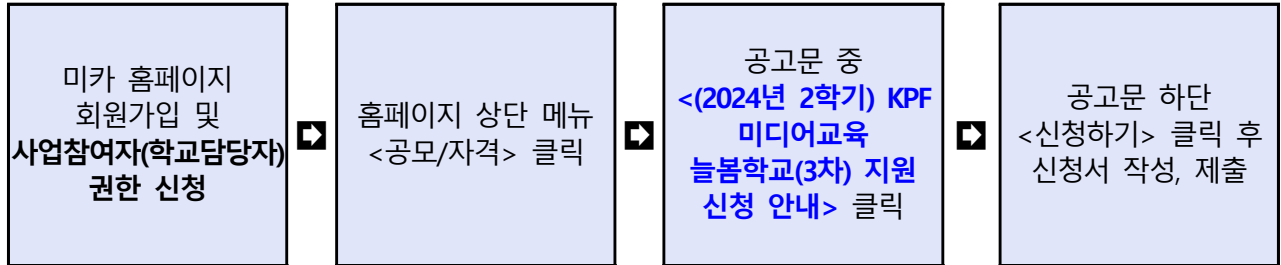 미카 홈페이지
회원가입 및
사업참여자(학교담당자)
권한 신청
홈페이지 상단 메뉴
<공모/자격> 클릭
공고문 중
<(2024년 2학기) KPF
미디어교육
늘봄학교(3차) 지원
신청 안내> 클릭
공고문 하단
<신청하기> 클릭 후
신청서 작성, 제출